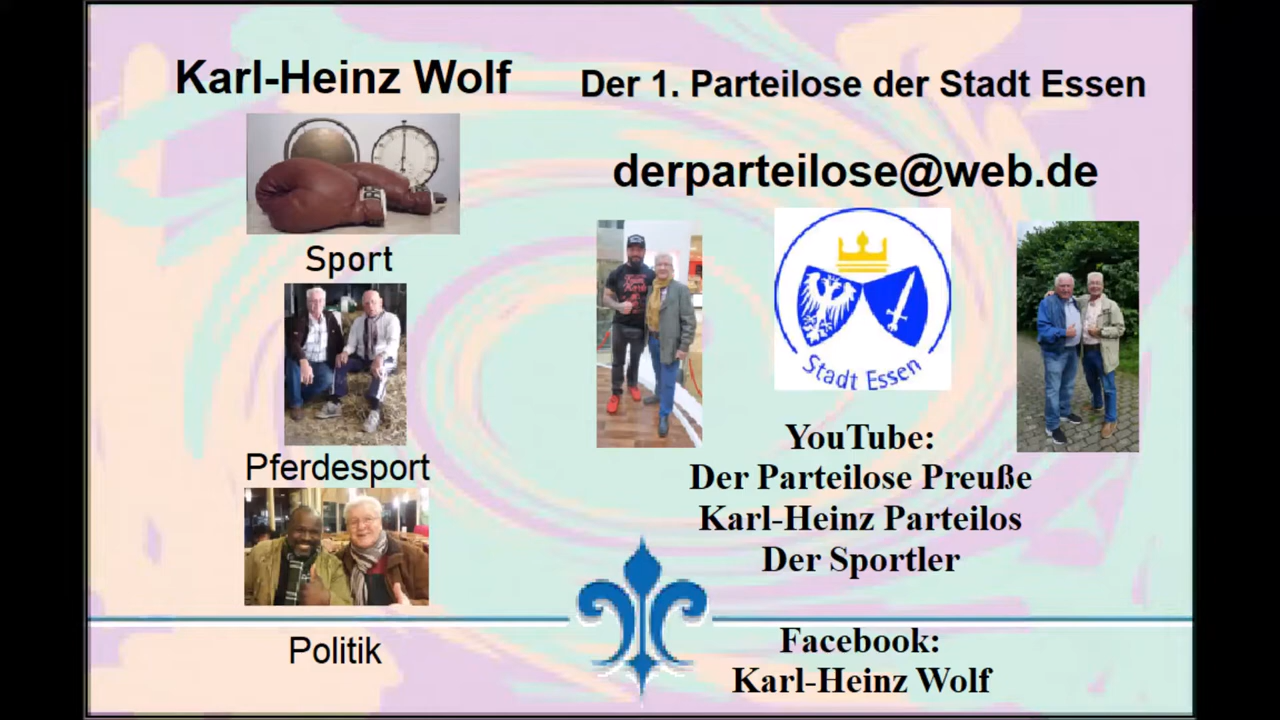 Karl-Heinz Wolf
Der 1. Parteilose der Stadt Essen
derparteilose@web.de
Sport
Pferdesport
Politik
Stadt Essen
YouTube:
Der Parteilose Preuße
Karl-Heinz Parteilos
Der Sportler
Facebook:
Karl-Heinz Wolf